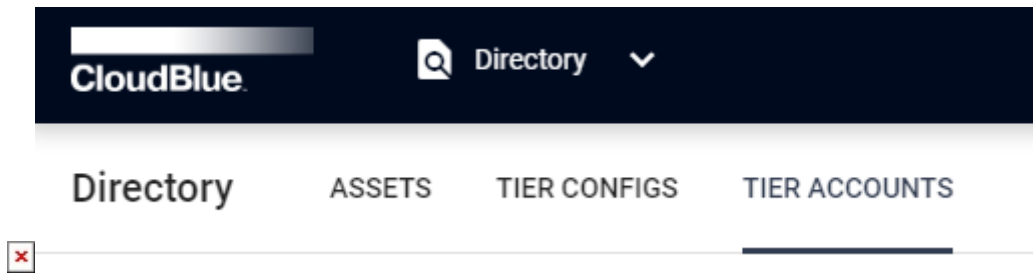 CloudBlue. Directory
Directory ASSETS TIER CONFIGS TIER ACCOUNTS